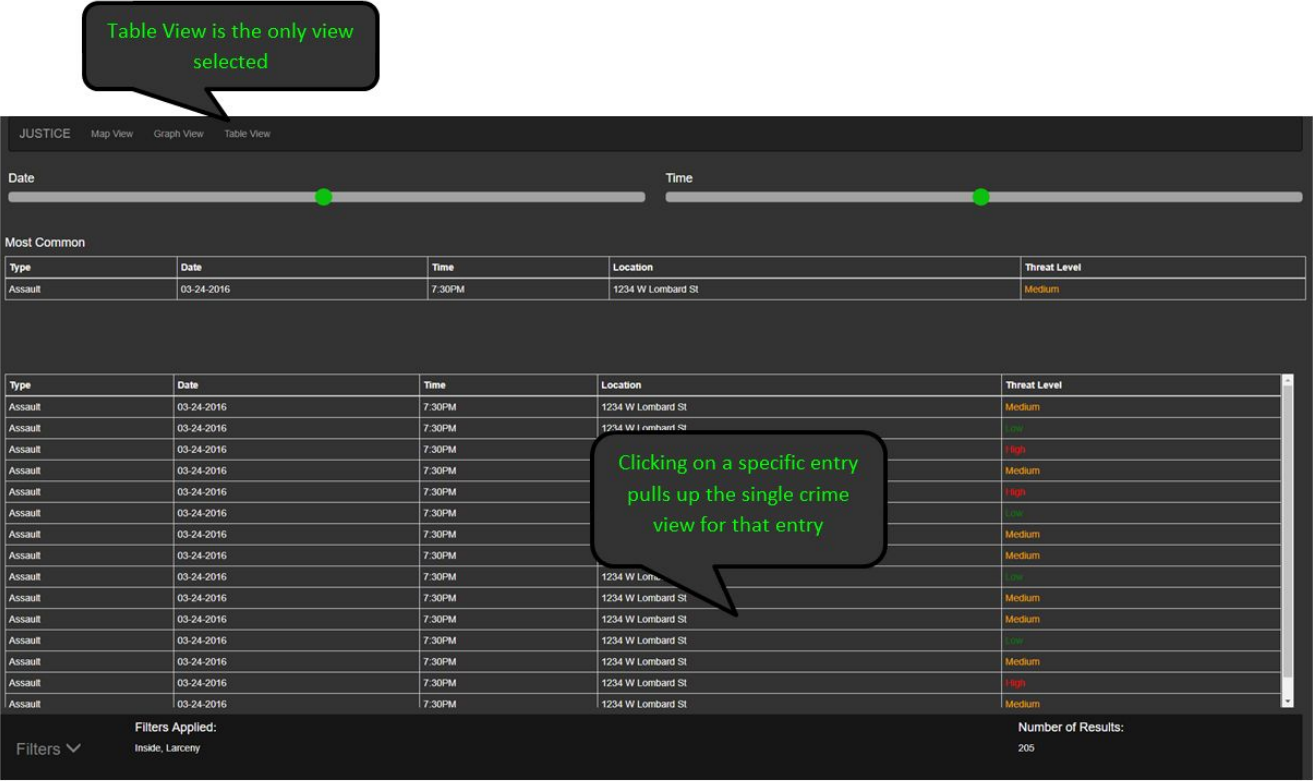 Table View is the only view
selected
JUSTICE Map View Graph View Table View
Date Time
Most Common
Type Date Time Location Threat Level
Assault 03-24-2016 7:30PM 1234 W Lombard St Medium
Type Date Time Location Threat Level
Assault 03-24-2016 7:30PM 1234 W Lombard St Medium
Assault 03-24-2016 7:30PM 1234 W Lombard St Low
Assault 03-24-2016 7:30PM High
Assault 03-24-2016 7:30PM Medium
Assault 03-24-2016 7:30PM High
Assault 03-24-2016 7:30PM Low
Assault 03-24-2016 7:30PM Medium
Assault 03-24-2016 7:30PM Medium
Clicking on a specific entry
pulls up the single crime
view for that entry
Assault 03-24-2016 7:30PM 1234 W Low
Assault 03-24-2016 7:30PM 1234 W Lombard St Medium
Assault 03-24-2016 7:30PM 1234 W Lombard St Medium
Assault 03-24-2016 7:30PM 1234 W Lombard St Low
Assault 03-24-2016 7:30PM 1234 W Lombard St Medium
Assault 03-24-2016 7:30PM 1234 W Lombard St High
Assault 03-24-2016 7:30PM 1234 W Lombard St Medium
Filters Applied: Number of Results:
Filters Inside, Larceny 205